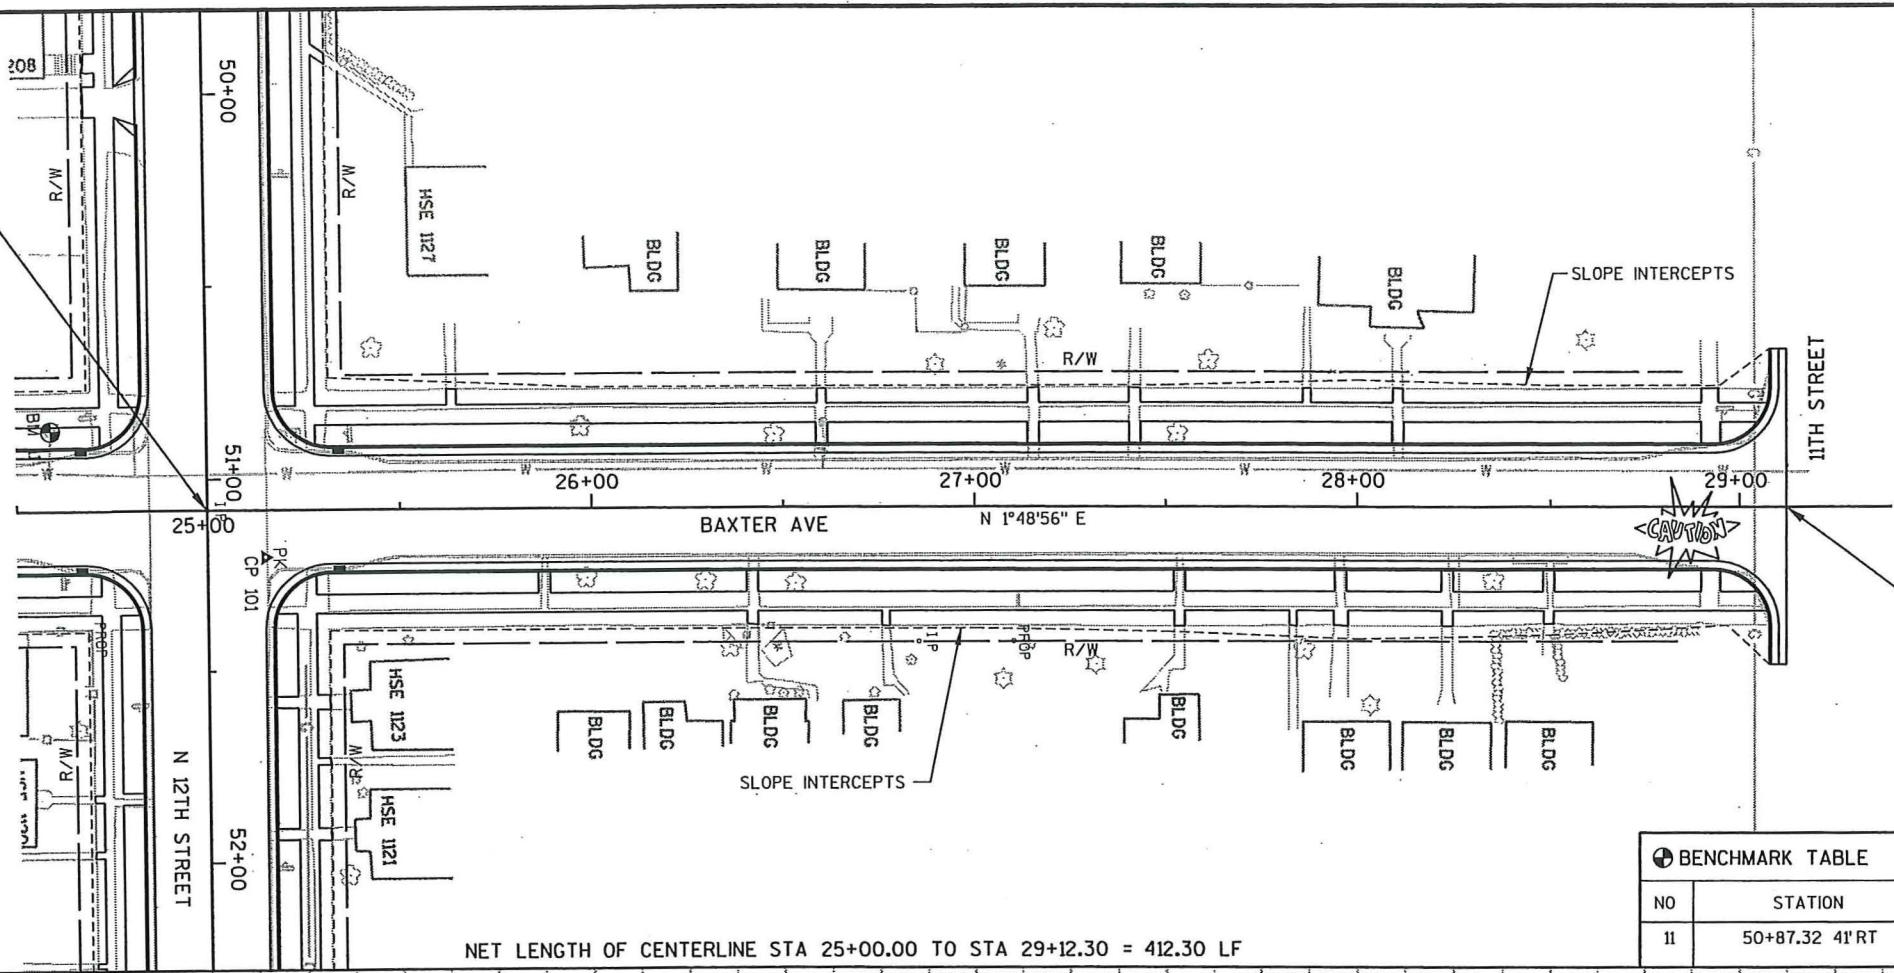 208
50+00
R/W
R/W
HSE 1127
BLDG
BLDG
BLDG
BLDG
BLDG
SLOPE INTERCEPTS
R/W
11TH STREET
BM
51+00
W
W
W
W
W
W
W
W
26+00
27+00
28+00
29+00
25+00
BAXTER AVE
N 1°48'56" E
CAUTION
PK
CP 101
PROP
I P
PROP
R/W
HSE 1123
BLDG
BLDG
BLDG
BLDG
BLDG
BLDG
BLDG
BLDG
SLOPE INTERCEPTS
R/W
R/W
N 12TH STREET
HSE 1121
52+00
BENCHMARK TABLE
NO STATION
11 50+87.32 41' RT
NET LENGTH OF CENTERLINE STA 25+00.00 TO STA 29+12.30 = 412.30 LF